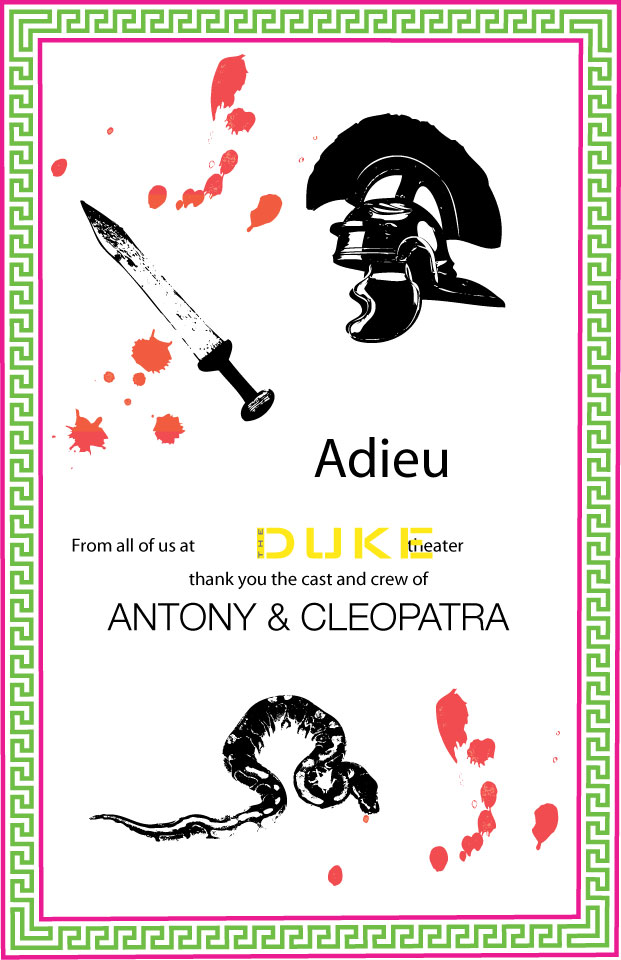 Adieu
From all of us at THE DUKE theater
thank you the cast and crew of
ANTONY & CLEOPATRA